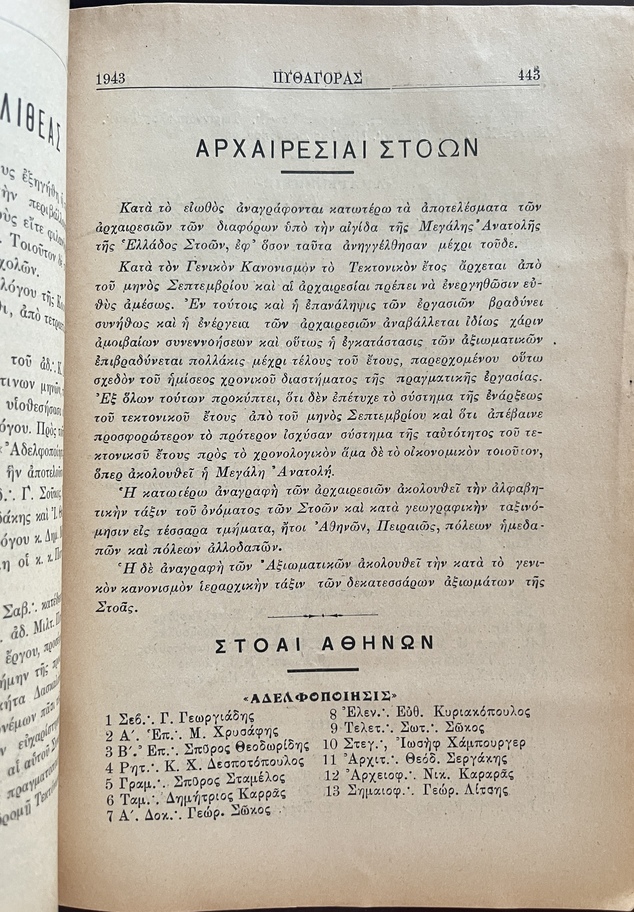 1943 ΠΥΘΑΓΟΡΑΣ 443
ΑΡΧΑΙΡΕΣΙΑΙ ΣΤΟΩΝ
Κατὰ τὸ εἰωθὸς ἀναγράφονται κατωτέρω τὰ ἀποτελέσματα τῶν
ἀρχαιρεσιῶν τῶν διαφόρων ὑπὸ τὴν αἰγίδα τῆς Μεγάλης Ἀνατολῆς
τῆς Ἑλλάδος Στοῶν, ἐφ' ὅσον ταῦτα ἀνηγγέλθησαν μέχρι τοῦδε.
Κατὰ τὸν Γενικὸν Κανονισμὸν τὸ Τεκτονικὸν ἔτος ἄρχεται ἀπὸ
τοῦ μηνὸς Σεπτεμβρίου καὶ αἱ ἀρχαιρεσίαι πρέπει νὰ ἐνεργηθῶσιν εὐ-
θὺς ἀμέσως. Ἐν τούτοις καὶ ἡ ἐπανάληψις τῶν ἐργασιῶν βραδύνει
συνήθως καὶ ἡ ἐνέργεια τῶν ἀρχαιρεσιῶν ἀναβάλλεται ἰδίως χάριν
ἀμοιβαίων συνεννοήσεων καὶ οὕτως ἡ ἐγκατάστασις τῶν ἀξιωματικῶν
ἐπιβραδύνεται πολλάκις μέχρι τέλους τοῦ ἔτους, παρερχομένου οὕτω
σχεδὸν τοῦ ἡμίσεος χρονικοῦ διαστήματος τῆς πραγματικῆς ἐργασίας.
Ἐξ ὅλων τούτων προκύπτει, ὅτι δὲν ἐπέτυχε τὸ σύστημα τῆς ἐνάρξεως
τοῦ τεκτονικοῦ ἔτους ἀπὸ τοῦ μηνὸς Σεπτεμβρίου καὶ ὅτι ἀπέβαινε
προσφορώτερον τὸ πρότερον ἰσχῦσαν σύστημα τῆς ταὐτότητος τοῦ τε-
κτονικοῦ ἔτους πρὸς τὸ χρονολογικὸν ἅμα δὲ τὸ οἰκονομικὸν τοιοῦτον,
ὅπερ ἀκολουθεῖ ἡ Μεγάλη Ἀνατολή.
Ἡ κατωτέρω ἀναγραφὴ τῶν ἀρχαιρεσιῶν ἀκολουθεῖ τὴν ἀλφαβη-
τικὴν τάξιν τοῦ ὀνόματος τῶν Στοῶν καὶ κατὰ γεωγραφικὴν ταξινό-
μησιν εἰς τέσσαρα τμήματα, ἤτοι Ἀθηνῶν, Πειραιῶς, πόλεων ἡμεδα-
πῶν καὶ πόλεων ἀλλοδαπῶν.
Ἡ δὲ ἀναγραφὴ τῶν Ἀξιωματικῶν ἀκολουθεῖ τὴν κατὰ τὸ γενι-
κὸν κανονισμὸν ἱεραρχικὴν τάξιν τῶν δεκατεσσάρων ἀξιωμάτων τῆς
Στοᾶς.
ΣΤΟΑΙ ΑΘΗΝΩΝ
«ΑΔΕΛΦΟΠΟΙΗΣΙΣ»
1 Σεβ∴ Γ. Γεωργιάδης
2 Α΄. Ἐπ∴ Μ. Χρυσάφης
3 Β΄. Ἐπ∴ Σπῦρος Θεοδωρίδης
4 Ρητ∴ Κ. Χ. Δεσποτόπουλος
5 Γραμ∴ Σπῦρος Σταμέλος
6 Ταμ∴ Δημήτριος Καρρᾶς
7 Α΄. Δοκ∴ Γεώρ. Σῶκος
8 Ἐλεν∴ Εὐθ. Κυριακόπουλος
9 Τελετ∴ Σωτ∴ Σῶκος
10 Στεγ∴, Ἰωσὴφ Χάμπουργερ
11 Ἀρχιτ∴ Θεόδ. Σεργάκης
12 Ἀρχειοφ∴ Νικ. Καραρᾶς
13 Σημαιοφ∴ Γεώρ. Λίτσης